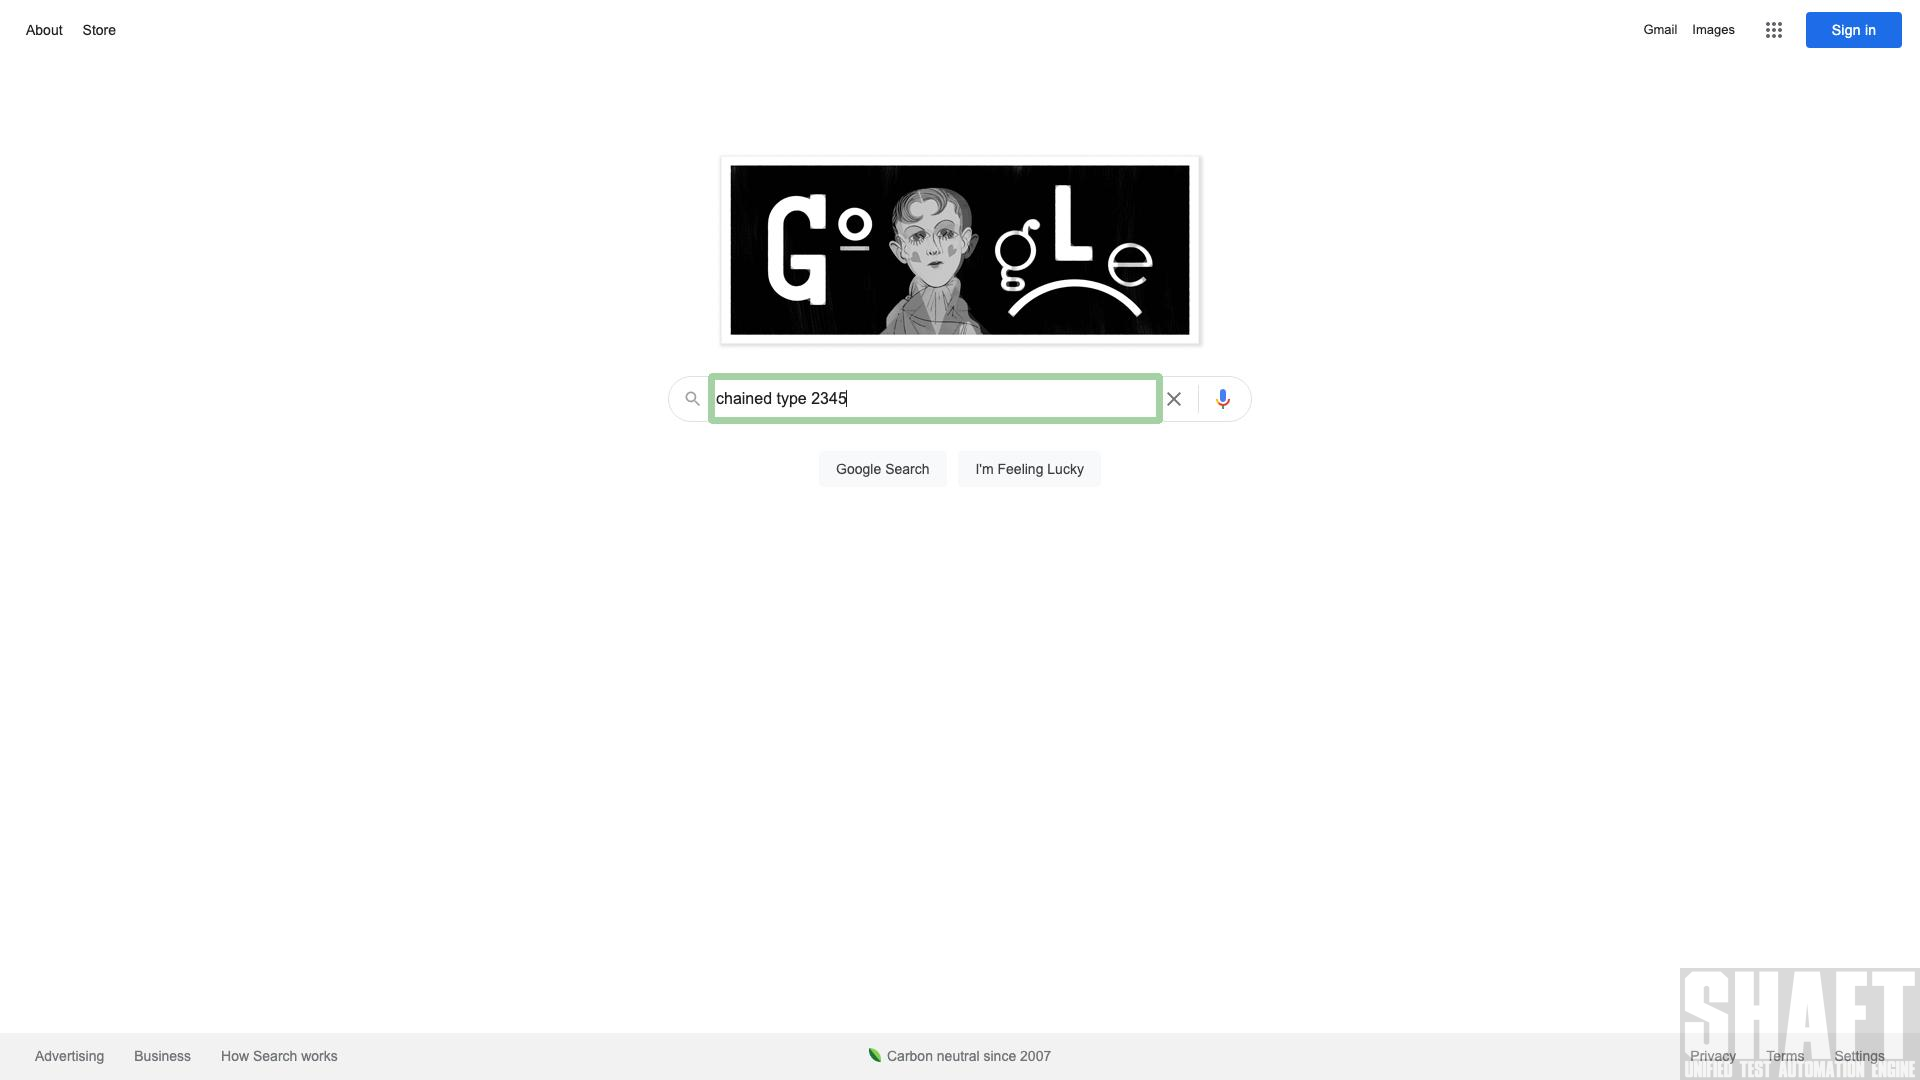 About Store
Gmail Images
Sign in
GogLe
chained type 2345
Google Search I'm Feeling Lucky
Advertising Business How Search works
Carbon neutral since 2007
Privacy Terms Settings
SHAFT
UNIFIED TEST AUTOMATION ENGINE